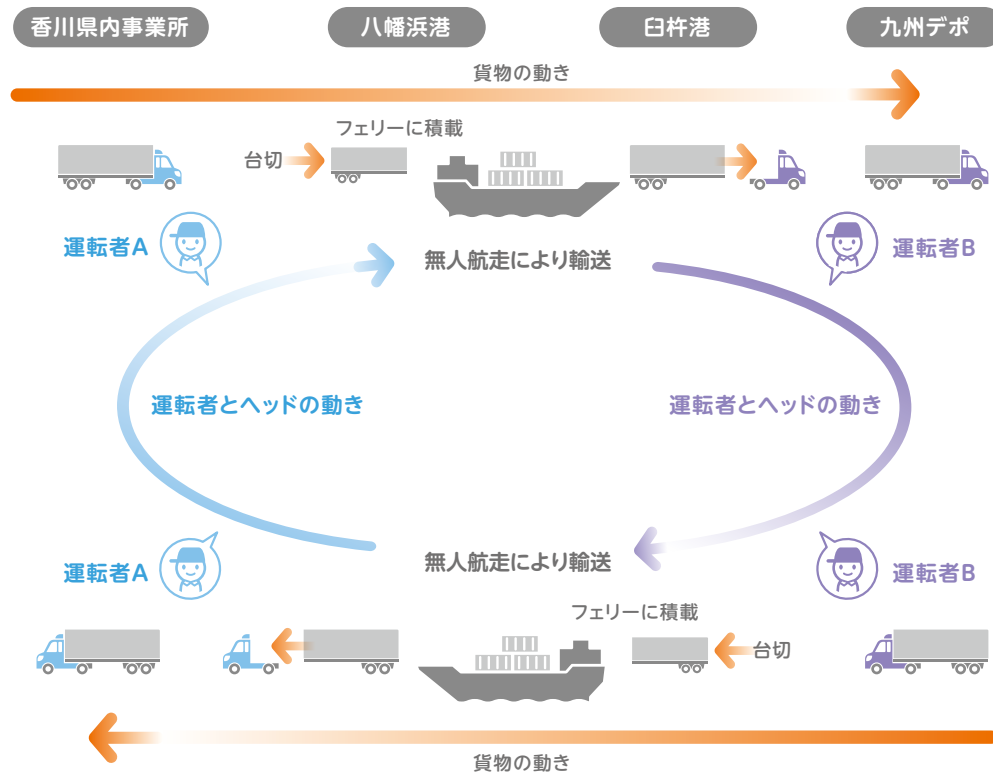 香川県内事業所
八幡浜港
臼杵港
九州デポ
貨物の動き
フェリーに積載
台切
運転者A
無人航走により輸送
運転者B
運転者とヘッドの動き
運転者とヘッドの動き
運転者A
無人航走により輸送
運転者B
フェリーに積載
台切
貨物の動き